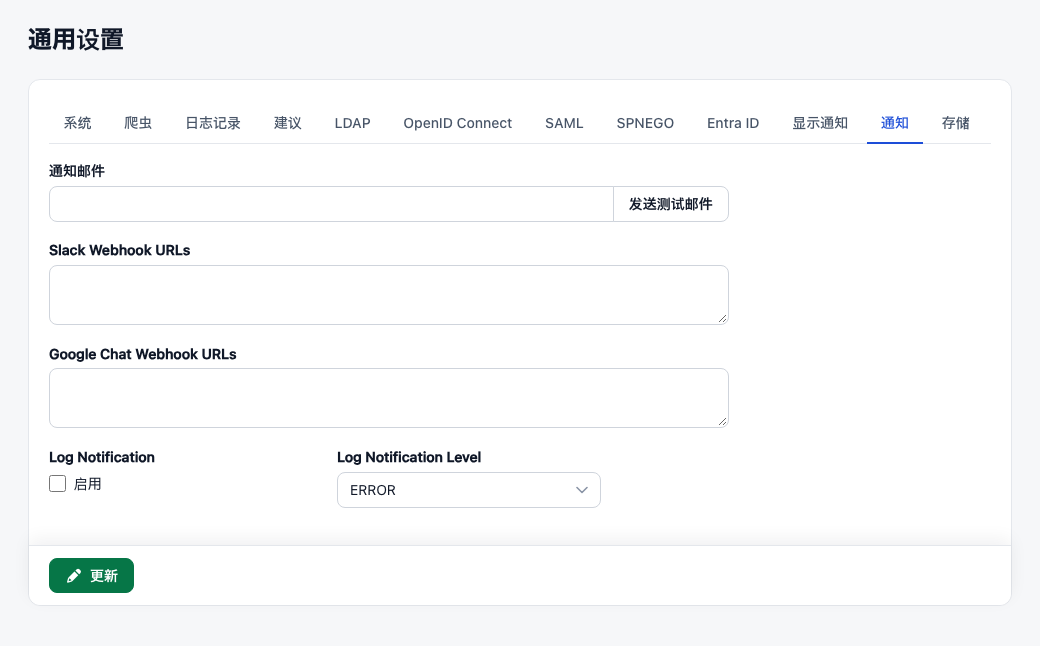 通用设置
系统 爬虫 日志记录 建议 LDAP OpenID Connect SAML SPNEGO Entra ID 显示通知 通知 存储
通知邮件
发送测试邮件
Slack Webhook URLs
Google Chat Webhook URLs
Log Notification Log Notification Level
启用 ERROR
更新